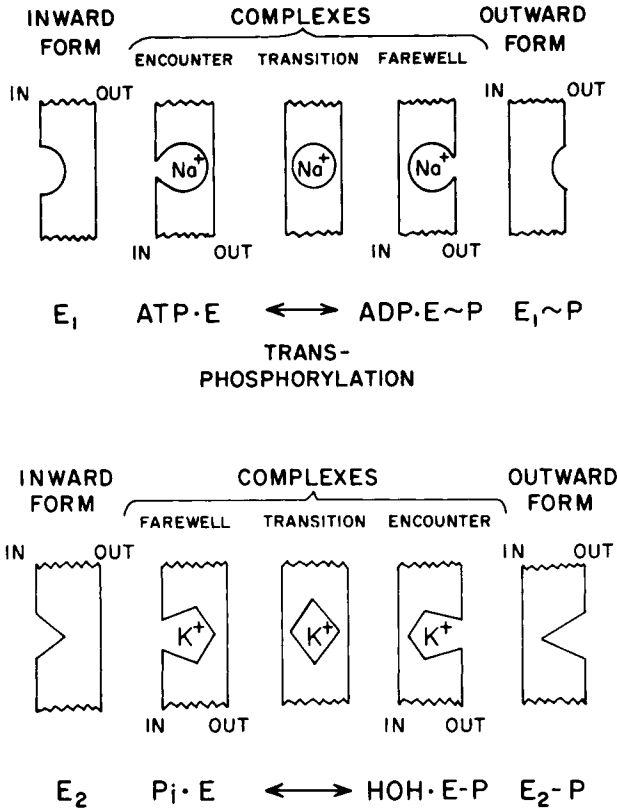 INWARD FORM COMPLEXES OUTWARD FORM
ENCOUNTER TRANSITION FAREWELL
IN OUT IN OUT
Na+ Na+ Na+
IN OUT IN OUT
E₁ ATP·E ⟷ ADP·E~P E₁~P
TRANS-
PHOSPHORYLATION
INWARD FORM COMPLEXES OUTWARD FORM
FAREWELL TRANSITION ENCOUNTER
IN OUT IN OUT
K+ K+ K+
IN OUT IN OUT
E₂ Pi·E ⟷ HOH·E-P E₂-P